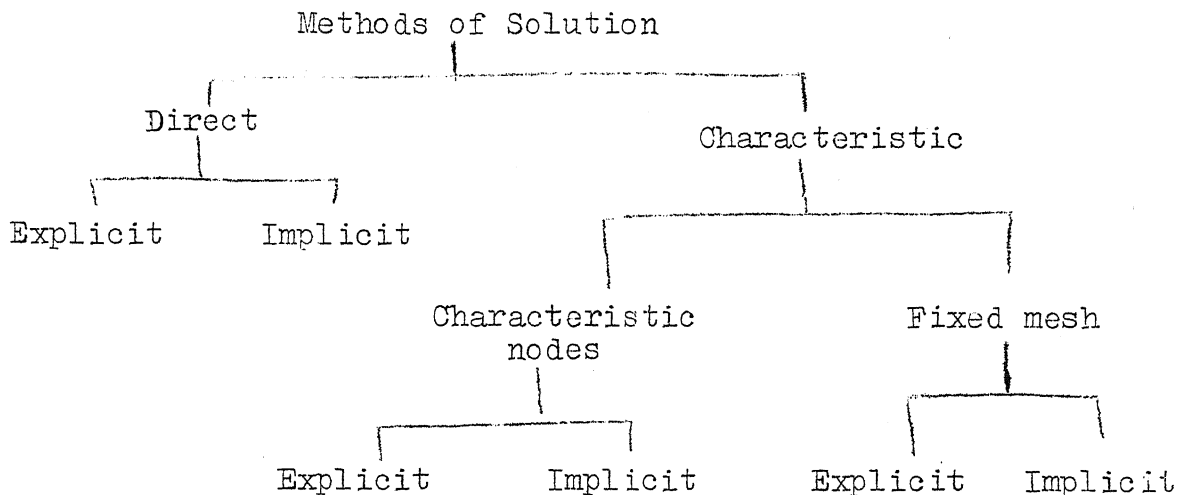 Methods of Solution
Direct
Characteristic
Explicit Implicit
Characteristic
nodes
Fixed mesh
Explicit Implicit Explicit Implicit